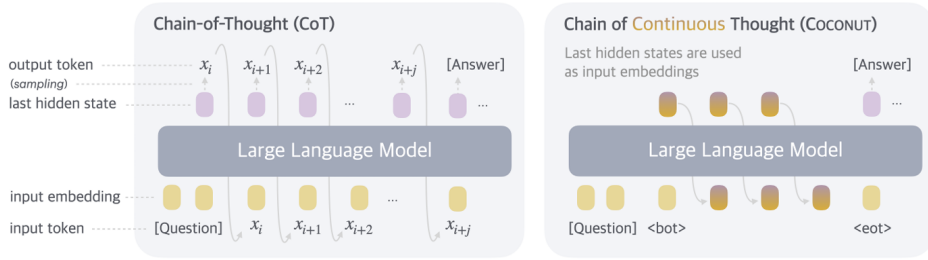 Chain-of-Thought (CoT)
output token
x_i x_{i+1} x_{i+2} x_{i+j} [Answer]
(sampling)
last hidden state
... ...
Large Language Model
input embedding
...
input token
[Question] x_i x_{i+1} x_{i+2} x_{i+j}
Chain of Continuous Thought (COCONUT)
Last hidden states are used
as input embeddings
[Answer]
...
Large Language Model
[Question] <bot> <eot>